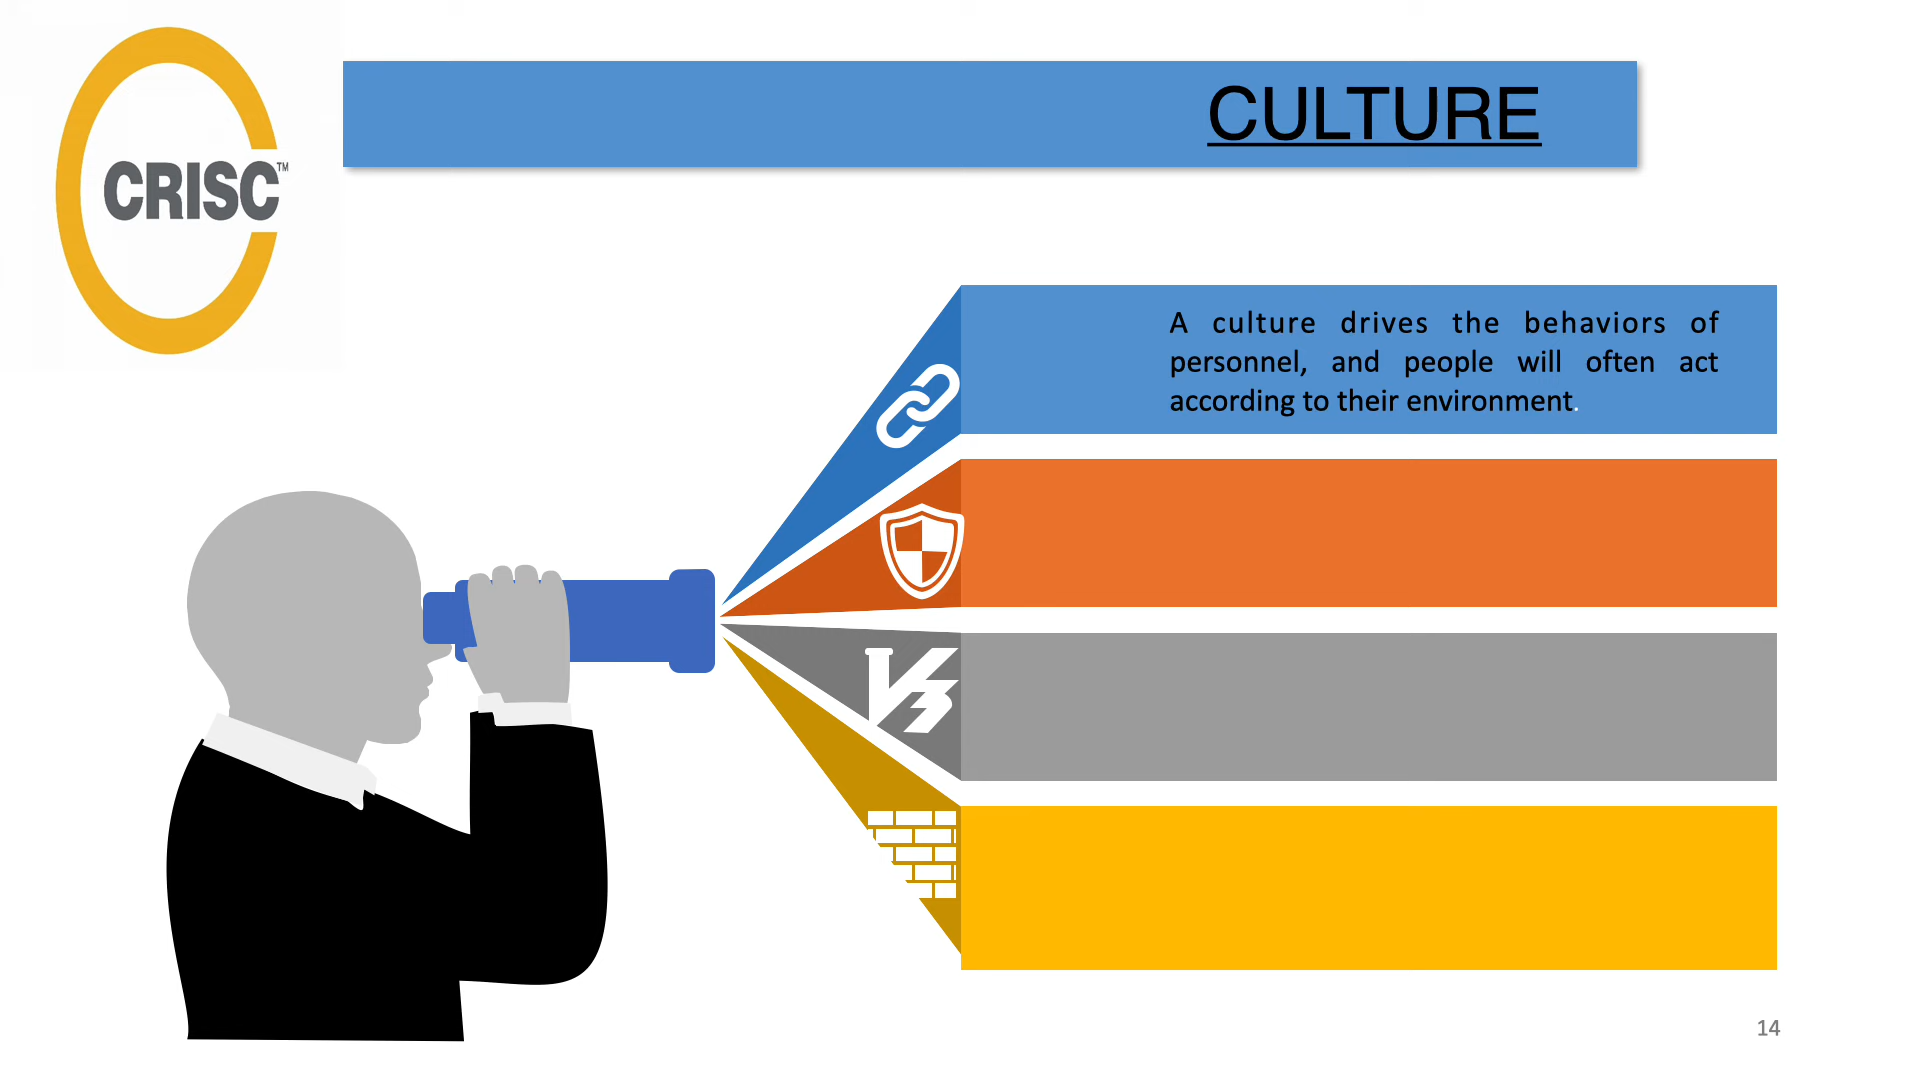 CRISC™
CULTURE
A culture drives the behaviors of
personnel, and people will often act
according to their environment.
14